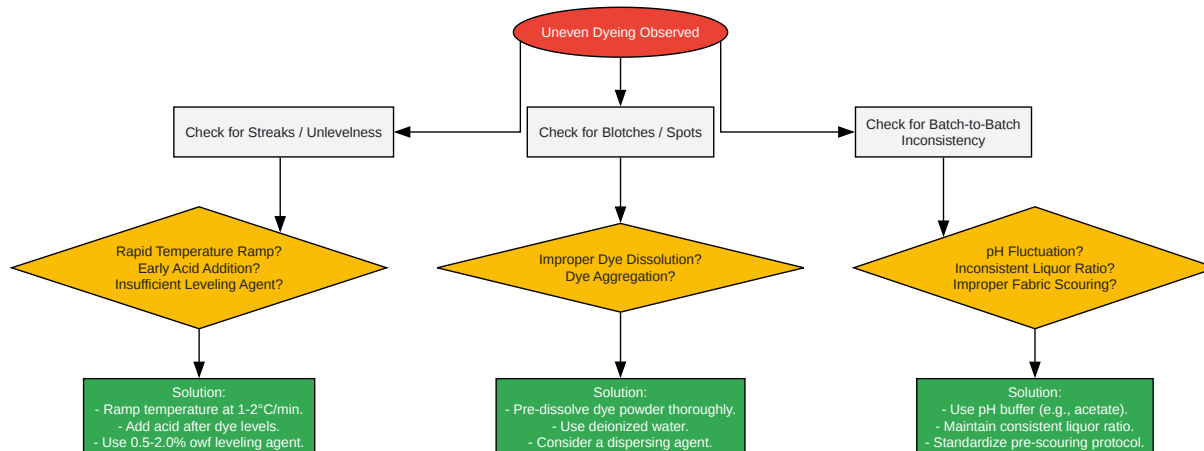 Uneven Dyeing Observed
Check for Streaks / Unlevelness
Check for Blotches / Spots
Check for Batch-to-Batch
Inconsistency
Rapid Temperature Ramp?
Early Acid Addition?
Insufficient Leveling Agent?
Improper Dye Dissolution?
Dye Aggregation?
pH Fluctuation?
Inconsistent Liquor Ratio?
Improper Fabric Scouring?
Solution:
- Ramp temperature at 1-2°C/min.
- Add acid after dye levels.
- Use 0.5-2.0% owf leveling agent.
Solution:
- Pre-dissolve dye powder thoroughly.
- Use deionized water.
- Consider a dispersing agent.
Solution:
- Use pH buffer (e.g., acetate).
- Maintain consistent liquor ratio.
- Standardize pre-scouring protocol.